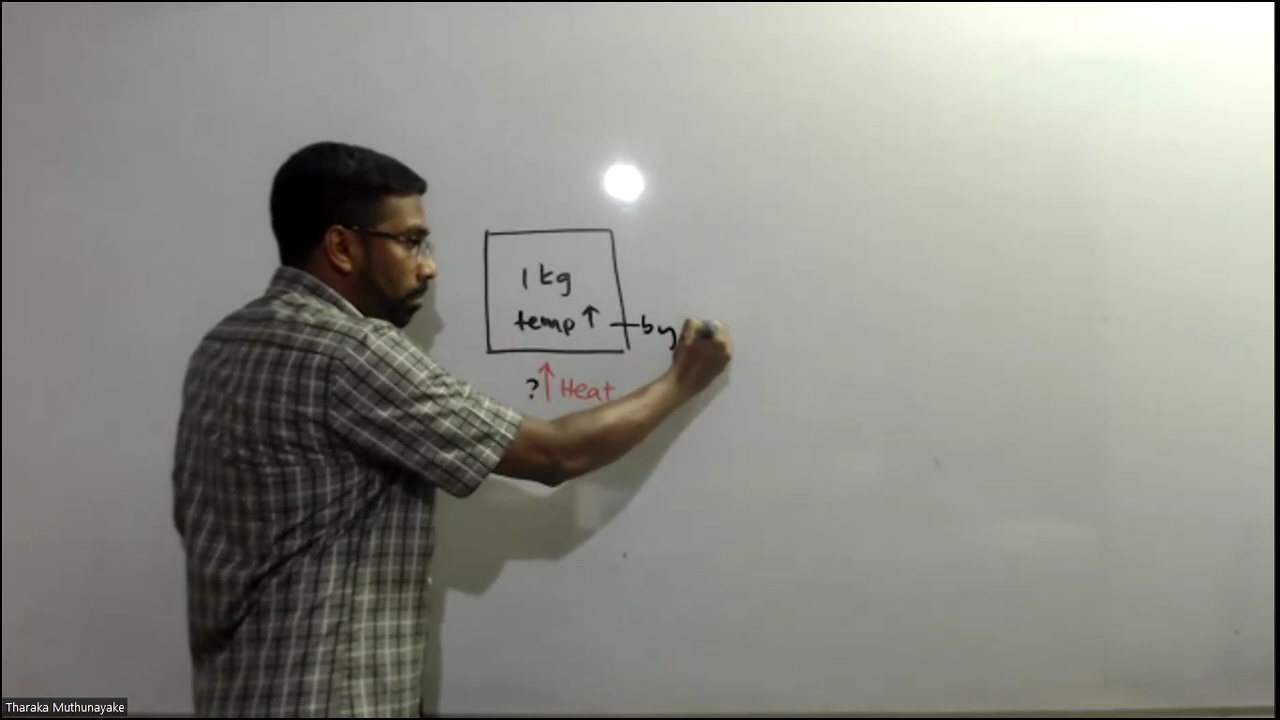 1 kg
temp ↑ by
? ↑ Heat
Tharaka Muthunayake